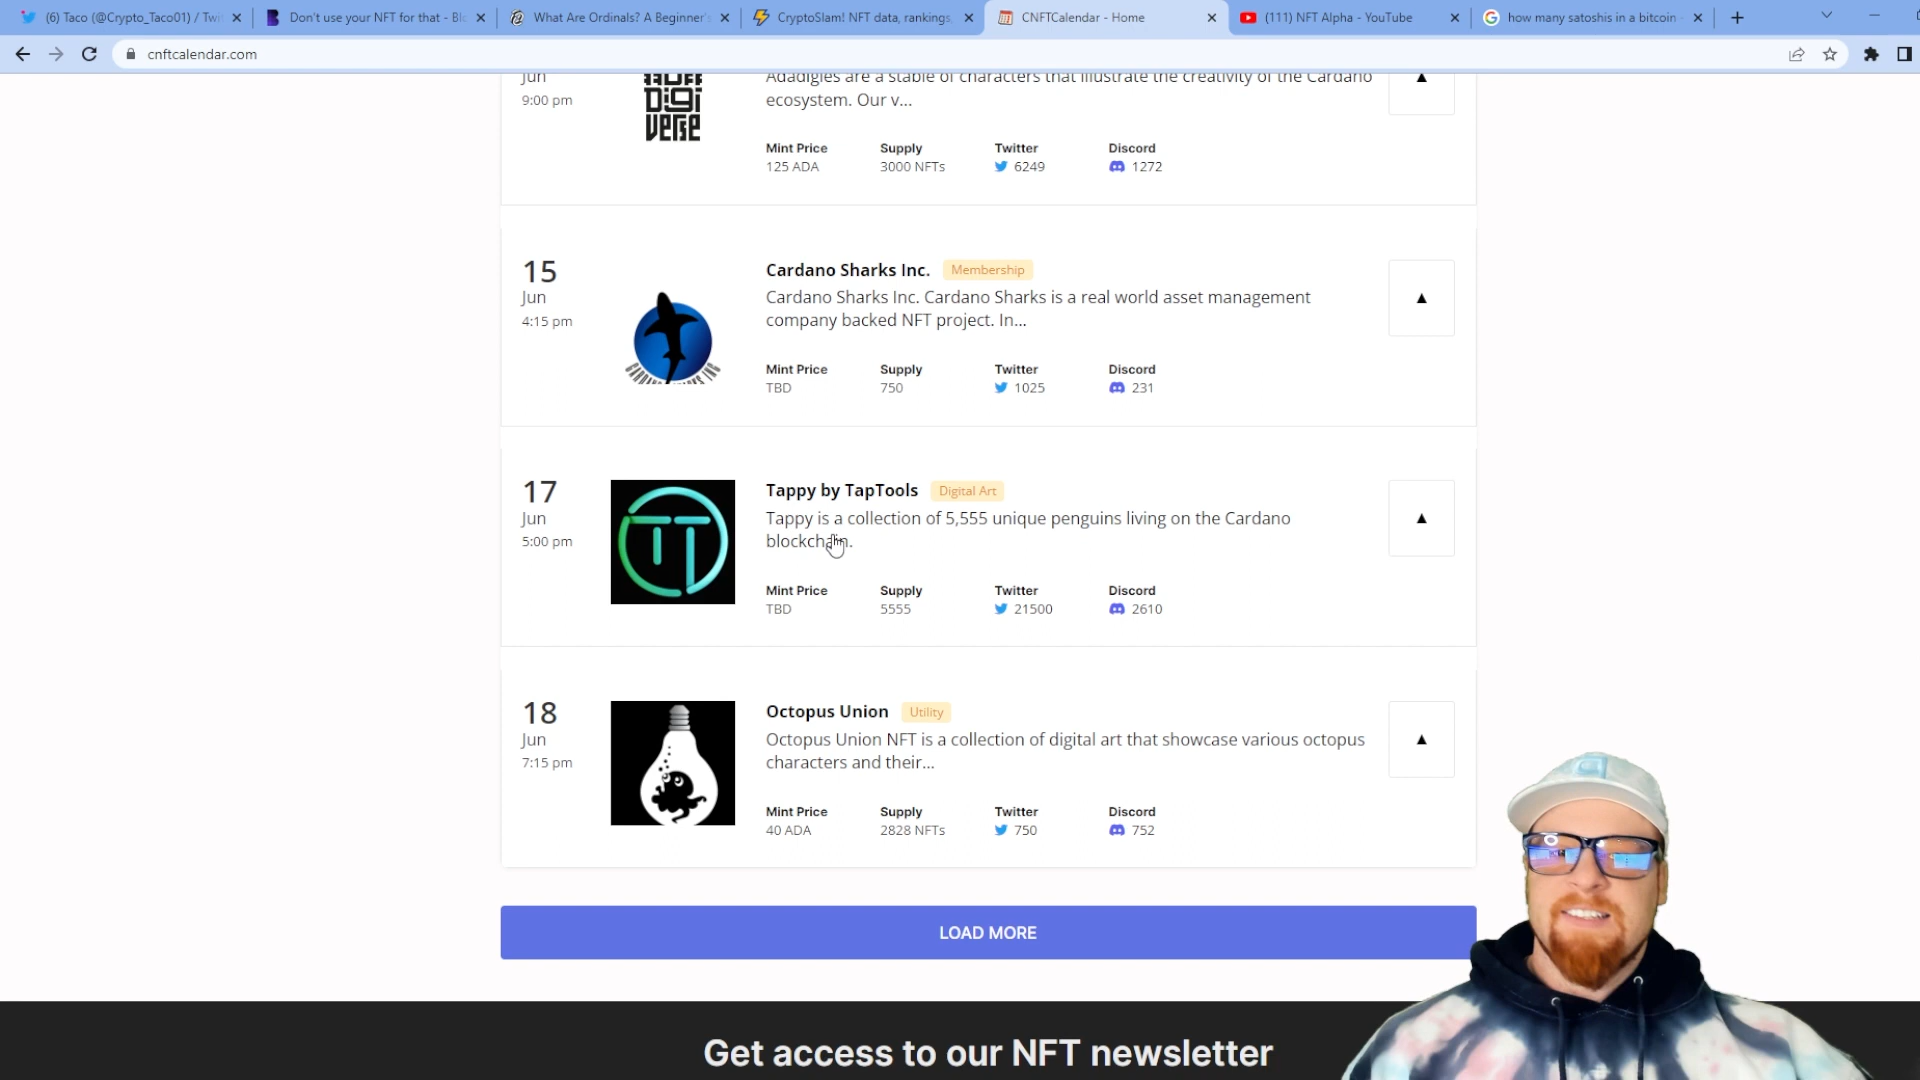 (6) Taco (@Crypto_Taco01) / Twi
Don't use your NFT for that - Blo
What Are Ordinals? A Beginner's
CryptoSlam! NFT data, rankings,
CNFTCalendar - Home
(111) NFT Alpha - YouTube
how many satoshis in a bitcoin -
cnftcalendar.com
Jun
9:00 pm
DIGI
VERSE
Adadigies are a stable of characters that illustrate the creativity of the Cardano
ecosystem. Our v...
Mint Price Supply Twitter Discord
125 ADA 3000 NFTs 6249 1272
15
Jun
4:15 pm
Cardano Sharks Inc. Membership
Cardano Sharks Inc. Cardano Sharks is a real world asset management
company backed NFT project. In...
Mint Price Supply Twitter Discord
TBD 750 1025 231
17
Jun
5:00 pm
TT
Tappy by TapTools Digital Art
Tappy is a collection of 5,555 unique penguins living on the Cardano
blockchain.
Mint Price Supply Twitter Discord
TBD 5555 21500 2610
18
Jun
7:15 pm
Octopus Union Utility
Octopus Union NFT is a collection of digital art that showcase various octopus
characters and their...
Mint Price Supply Twitter Discord
40 ADA 2828 NFTs 750 752
LOAD MORE
Get access to our NFT newsletter